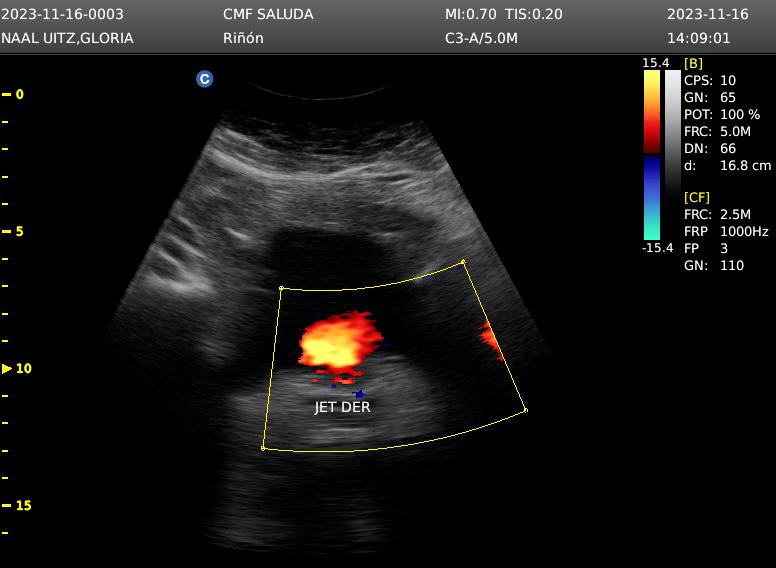 2023-11-16-0003 CMF SALUDA MI:0.70 TIS:0.20 2023-11-16
NAAL UITZ,GLORIA Riñón C3-A/5.0M 14:09:01
C
15.4 [B]
CPS: 10
GN: 65
POT: 100 %
FRC: 5.0M
DN: 66
d: 16.8 cm
[CF]
FRC: 2.5M
FRP 1000Hz
-15.4 FP 3
GN: 110
0
5
10
15
JET DER